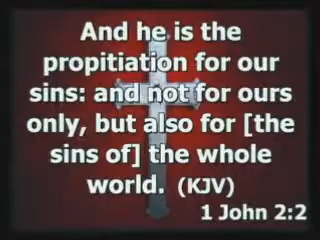 And he is the
propitiation for our
sins: and not for ours
only, but also for [the
sins of] the whole
world. (KJV)
1 John 2:2